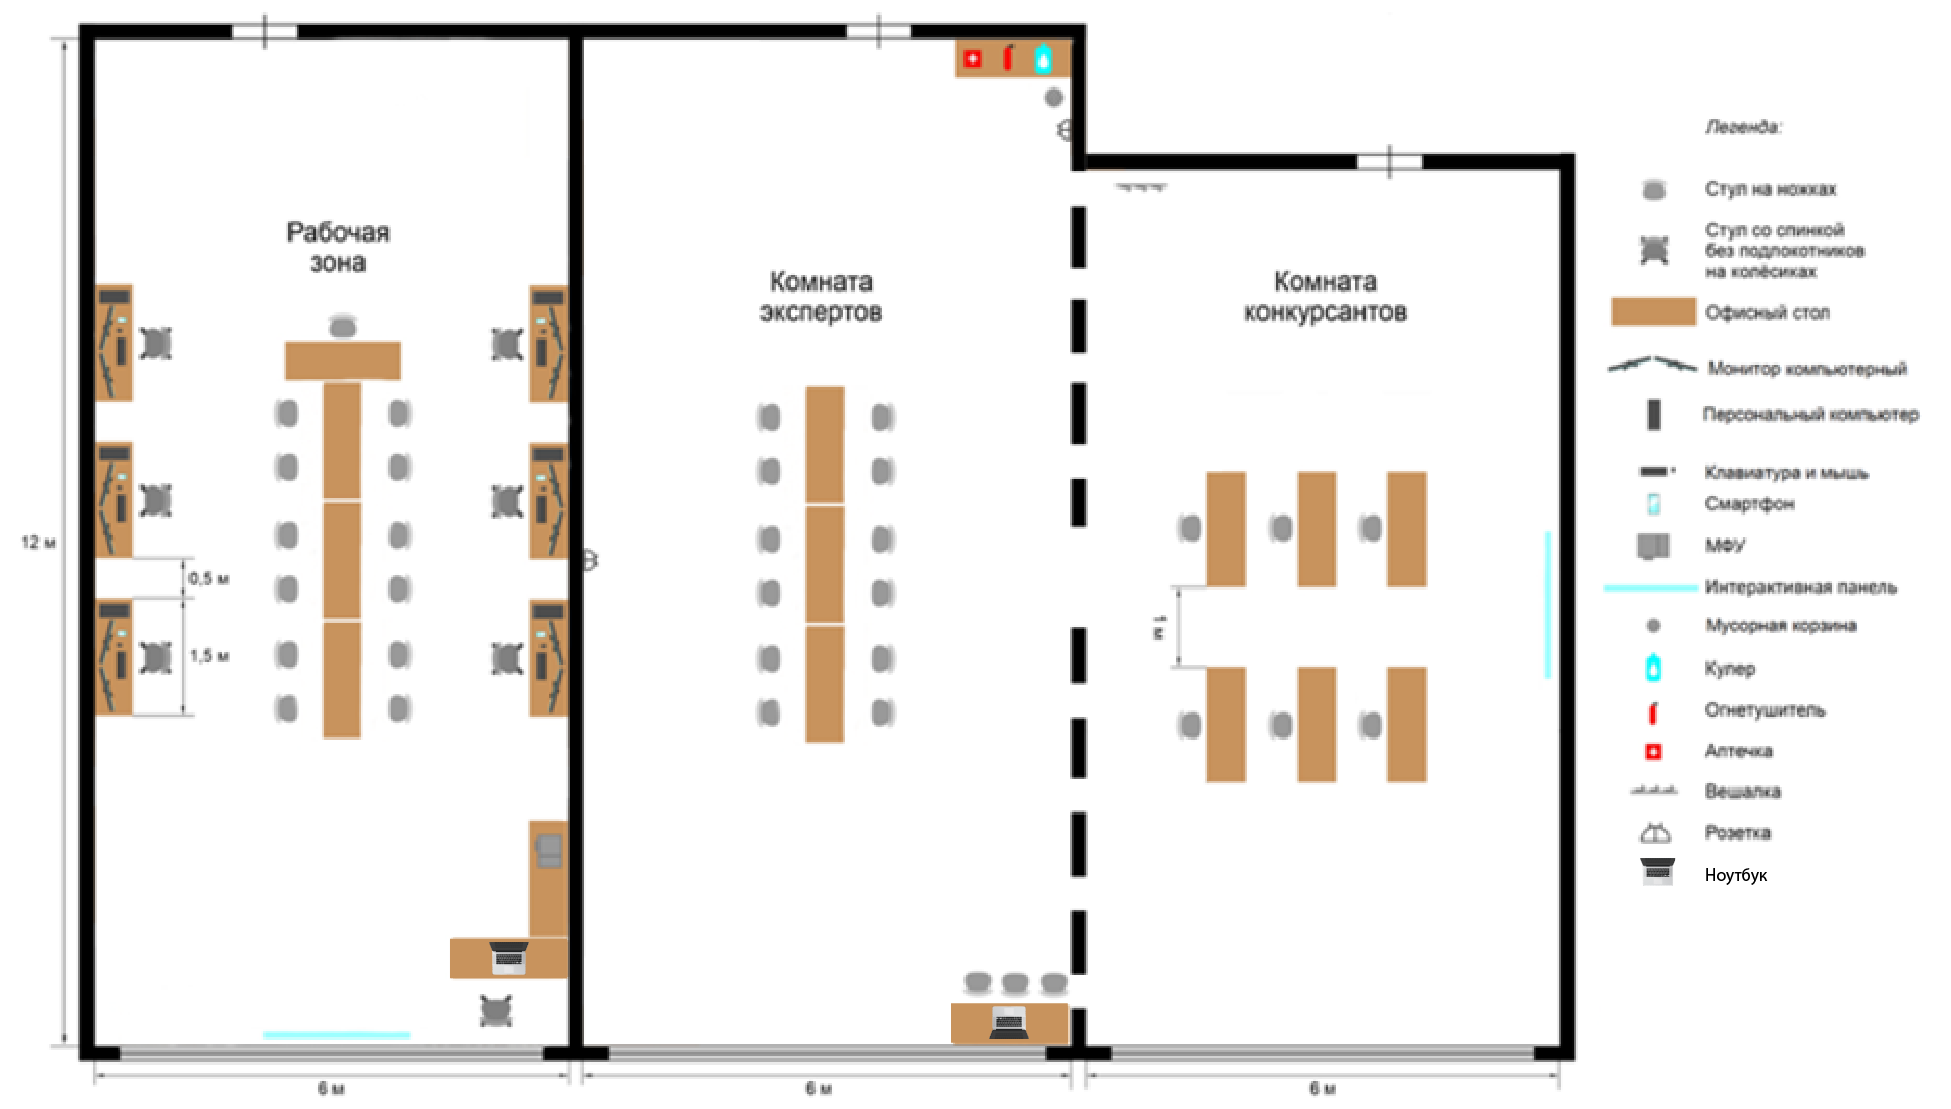 Рабочая
зона
Комната
экспертов
Комната
конкурсантов
12 м
0,5 м
1,5 м
1 м
6 м
6 м
6 м
Легенда:
Стул на ножках
Стул со спинкой
без подлокотников
на колёсиках
Офисный стол
Монитор компьютерный
Персональный компьютер
Клавиатура и мышь
Смартфон
МФУ
Интерактивная панель
Мусорная корзина
Кулер
Огнетушитель
Аптечка
Вешалка
Розетка
Ноутбук